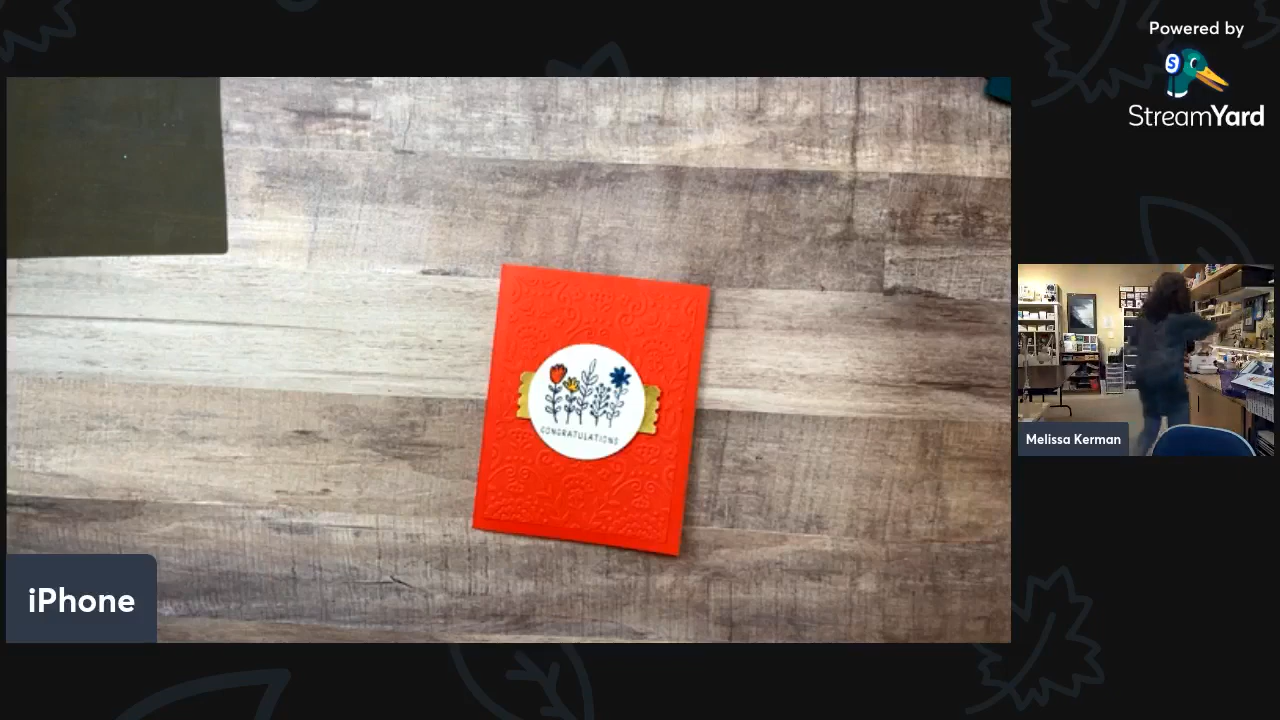 Powered by
S
StreamYard
CONGRATULATIONS
Melissa Kerman
iPhone